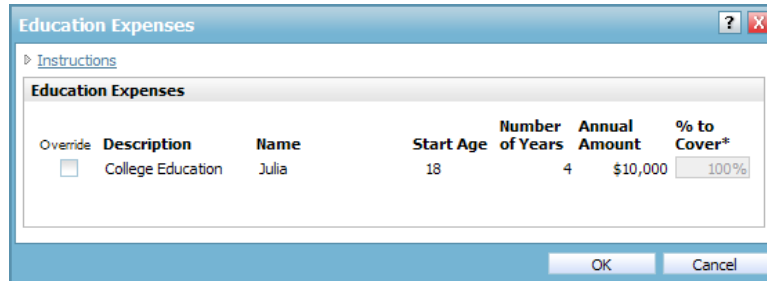 Education Expenses ? X
Instructions
Education Expenses
Override Description Name Start Age Number of Years Annual Amount % to Cover*
College Education Julia 18 4 $10,000 100%
OK Cancel